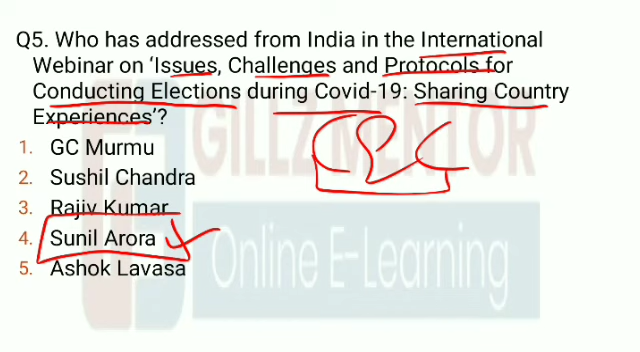 Q5. Who has addressed from India in the International
Webinar on ‘Issues, Challenges and Protocols for
Conducting Elections during Covid-19: Sharing Country
Experiences’?
1. GC Murmu
2. Sushil Chandra
3. Rajiv Kumar
4. Sunil Arora
5. Ashok Lavasa
GILLZ MENTOR
Online E-Learning